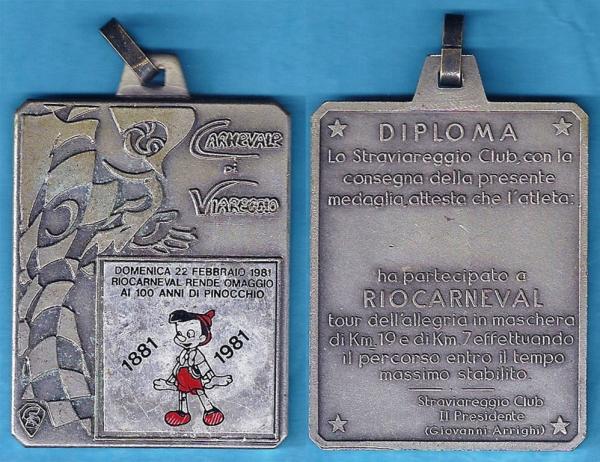 CARNEVALE
DI
VIAREGGIO
DOMENICA 22 FEBBRAIO 1981
RIOCARNEVAL RENDE OMAGGIO
AI 100 ANNI DI PINOCCHIO
1881
1981
DIPLOMA
Lo Straviareggio Club, con la
consegna della presente
medaglia, attesta che l'atleta:
ha partecipato a
RIOCARNEVAL
tour dell'allegria in maschera
di Km. 19 e di Km. 7 effettuando
il percorso entro il tempo
massimo stabilito.
Straviareggio Club
Il Presidente
(Giovanni Arrighi)